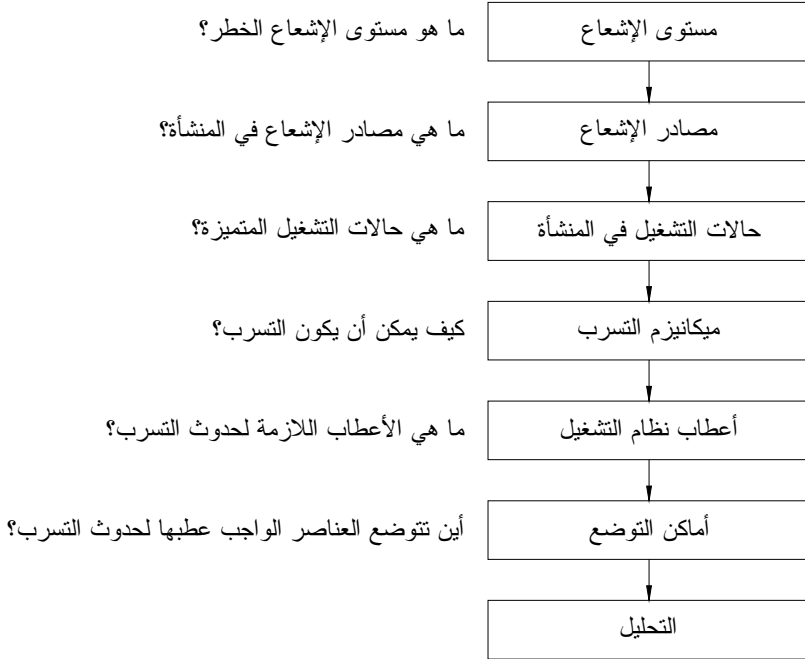 مستوى الإشعاع
ما هو مستوى الإشعاع الخطر؟
مصادر الإشعاع
ما هي مصادر الإشعاع في المنشأة؟
حالات التشغيل في المنشأة
ما هي حالات التشغيل المتميزة؟
ميكانيزم التسرب
كيف يمكن أن يكون التسرب؟
أعطاب نظام التشغيل
ما هي الأعطاب اللازمة لحدوث التسرب؟
أماكن التوضع
أين تتوضع العناصر الواجب عطبها لحدوث التسرب؟
التحليل